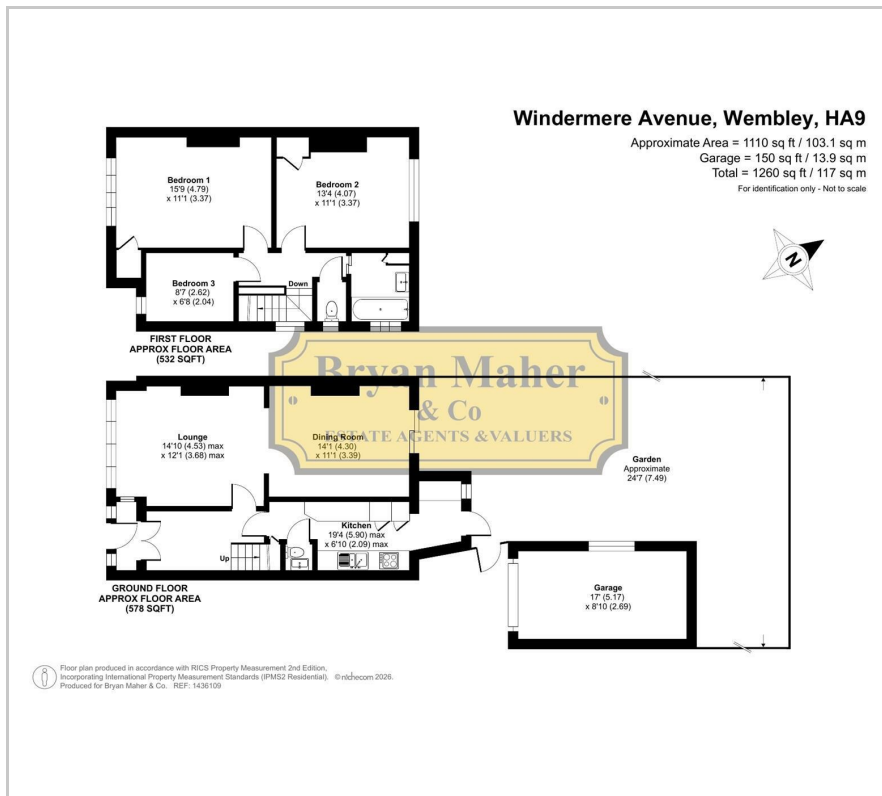 Windermere Avenue, Wembley, HA9
Approximate Area = 1110 sq ft / 103.1 sq m
Garage = 150 sq ft / 13.9 sq m
Total = 1260 sq ft / 117 sq m
For identification only - Not to scale
N
Bedroom 1
15'9 (4.79)
x 11'1 (3.37)
Bedroom 2
13'4 (4.07)
x 11'1 (3.37)
Bedroom 3
8'7 (2.62)
x 6'8 (2.04)
Down
FIRST FLOOR
APPROX FLOOR AREA
(532 SQFT)
Bryan Maher
& Co
ESTATE AGENTS & VALUERS
Lounge
14'10 (4.53) max
x 12'1 (3.68) max
Dining Room
14'1 (4.30)
x 11'1 (3.39)
Garden
Approximate
24'7 (7.49)
Kitchen
19'4 (5.90) max
x 6'10 (2.09) max
Up
Garage
17' (5.17)
x 8'10 (2.69)
GROUND FLOOR
APPROX FLOOR AREA
(578 SQFT)
Floor plan produced in accordance with RICS Property Measurement 2nd Edition,
Incorporating International Property Measurement Standards (IPMS2 Residential). © ntchecom 2026.
Produced for Bryan Maher & Co. REF: 1436109